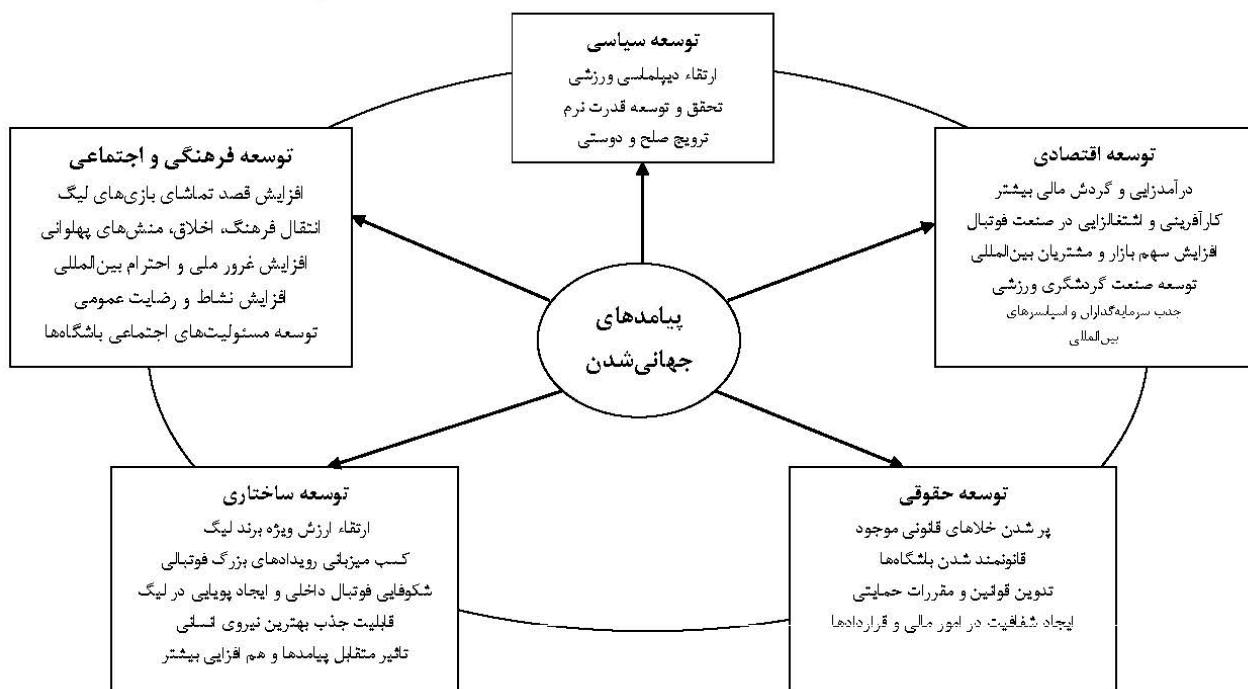 توسعه سیاسی
ارتقاء دیپلماسی ورزشی
تحقق و توسعه قدرت نرم
ترویج صلح و دوستی
توسعه اقتصادی
درآمدزایی و گردش مالی بیشتر
کارآفرینی و اشتغالزایی در صنعت فوتبال
افزایش سهم بازار و مشتریان بین‌المللی
توسعه صنعت گردشگری ورزشی
جذب سرمایه‌گذاران و اسپانسرهای
بین‌المللی
توسعه فرهنگی و اجتماعی
افزایش قصد تماشای بازی‌های لیگ
انتقال فرهنگ، اخلاق، منش‌های پهلوانی
افزایش غرور ملی و احترام بین‌المللی
افزایش نشاط و رضایت عمومی
توسعه مسئولیت‌های اجتماعی باشگاه‌ها
پیامدهای
جهانی‌شدن
توسعه حقوقی
پر شدن خلاهای قانونی موجود
قانونمند شدن باشگاه‌ها
تدوین قوانین و مقررات حمایتی
ایجاد شفافیت در امور مالی و قراردادها
توسعه ساختاری
ارتقاء ارزش ویژه برند لیگ
کسب میزبانی رویدادهای بزرگ فوتبالی
شکوفایی فوتبال داخلی و ایجاد پویایی در لیگ
قابلیت جذب بهترین نیروی انسانی
تاثیر متقابل پیامدها و هم افزایی بیشتر